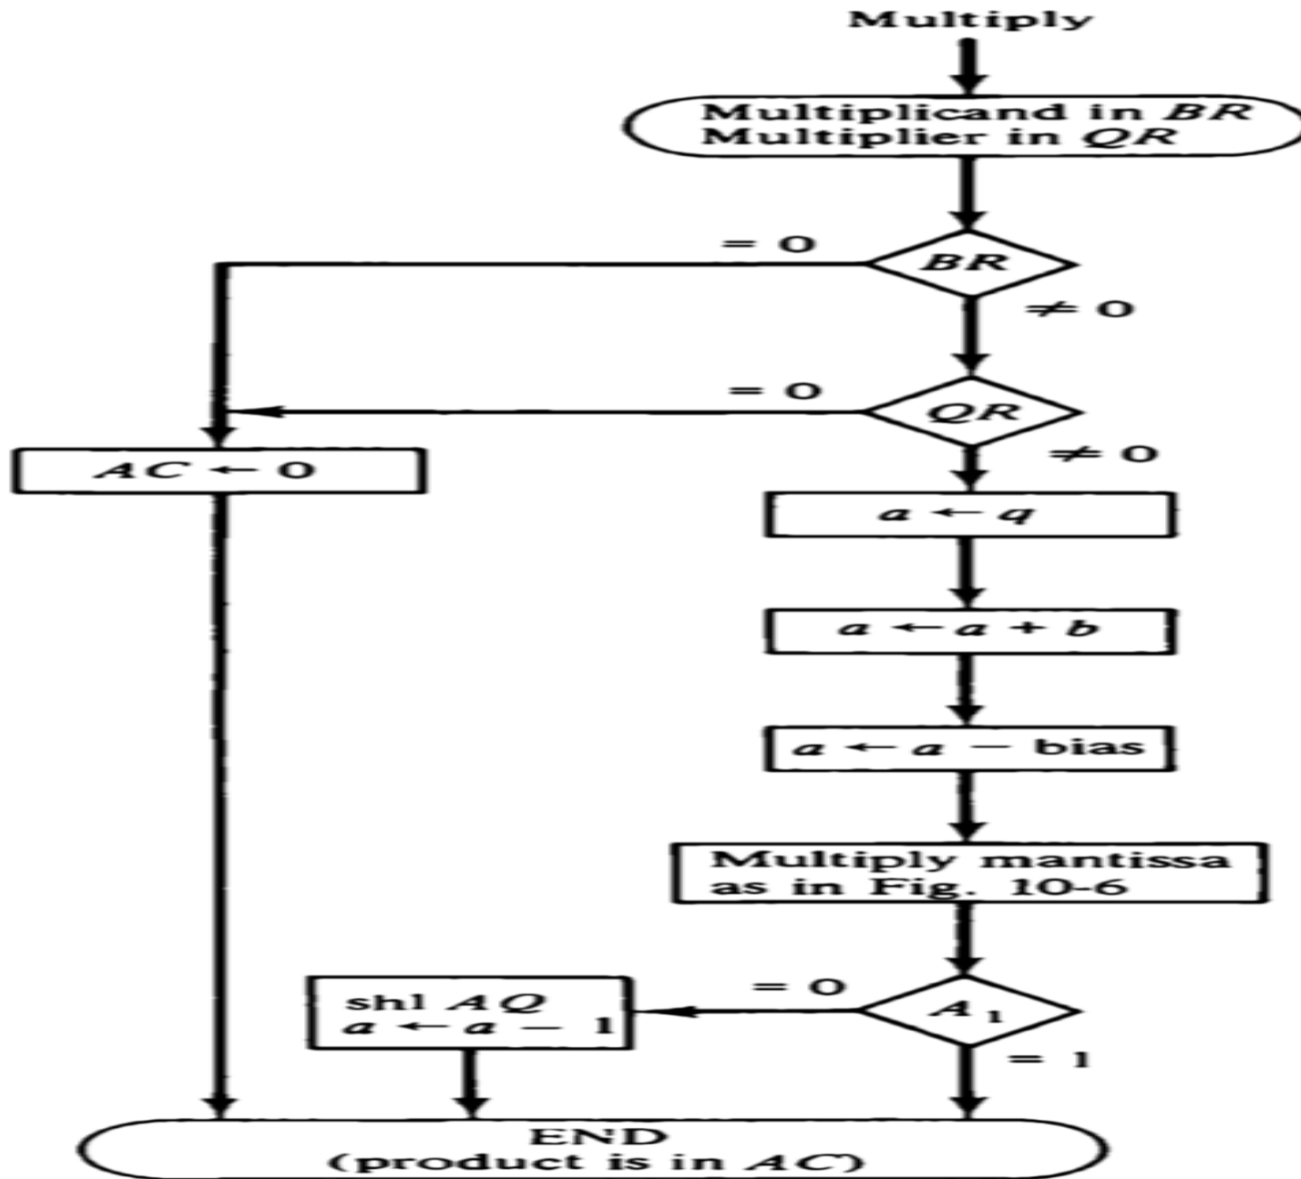 Multiply
Multiplicand in BR
Multiplier in QR
= 0
BR
≠ 0
= 0
QR
≠ 0
AC ← 0
a ← q
a ← a + b
a ← a − bias
Multiply mantissa
as in Fig. 10-6
= 0
A₁
= 1
shl AQ
a ← a − 1
END
(product is in AC)